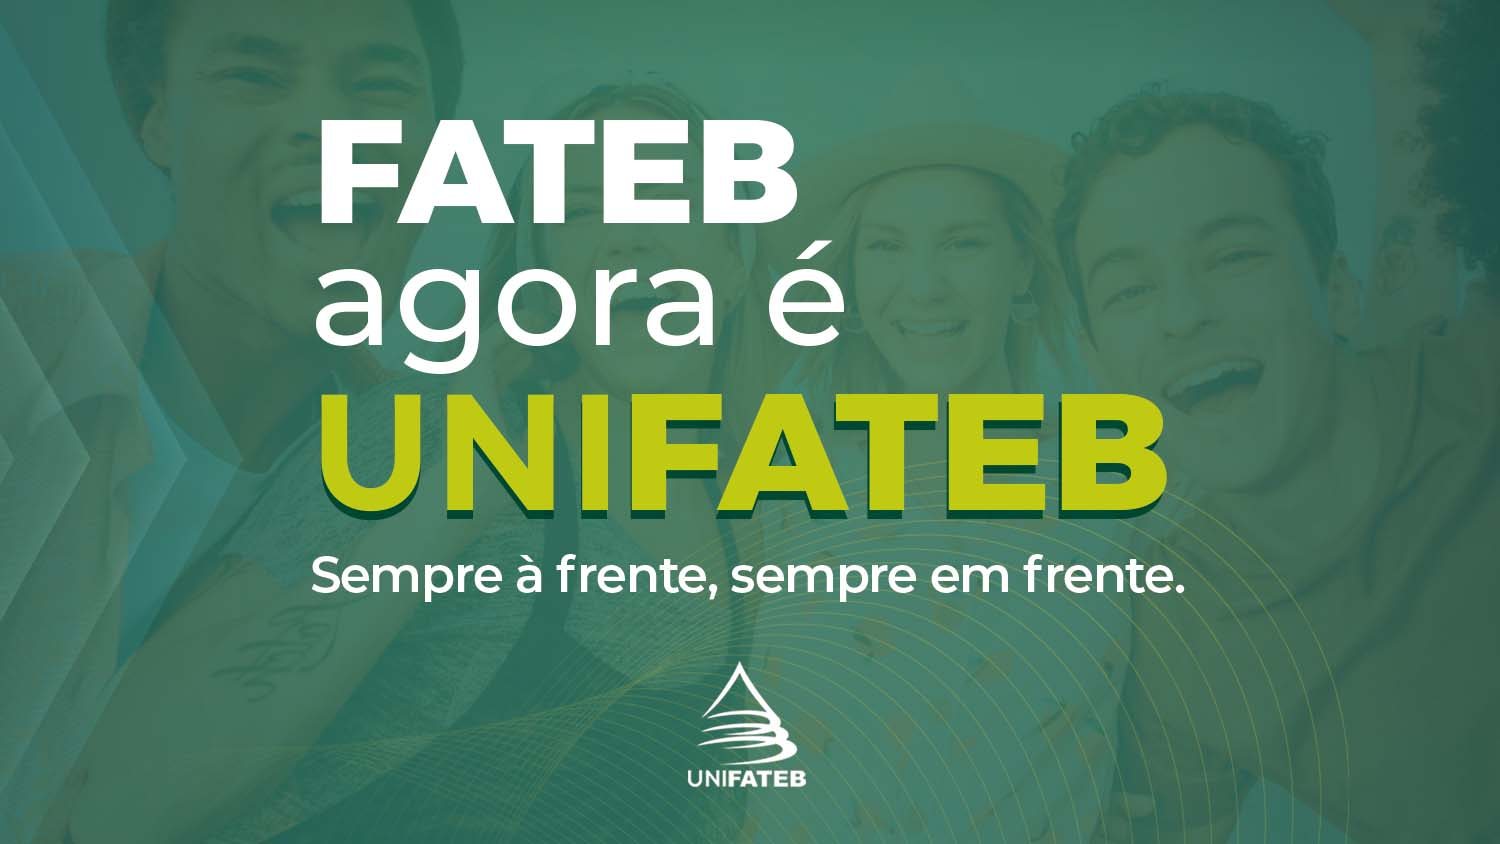 FATEB
agora é
UNIFATEB
Sempre à frente, sempre em frente.
UNIFATEB